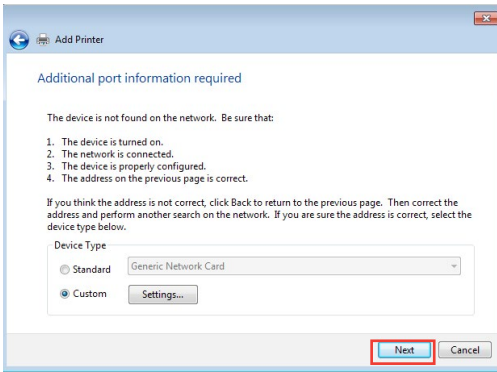 Add Printer
Additional port information required
The device is not found on the network. Be sure that:
1. The device is turned on.
2. The network is connected.
3. The device is properly configured.
4. The address on the previous page is correct.
If you think the address is not correct, click Back to return to the previous page. Then correct the
address and perform another search on the network. If you are sure the address is correct, select the
device type below.
Device Type
Standard
Generic Network Card
Custom
Settings...
Next
Cancel